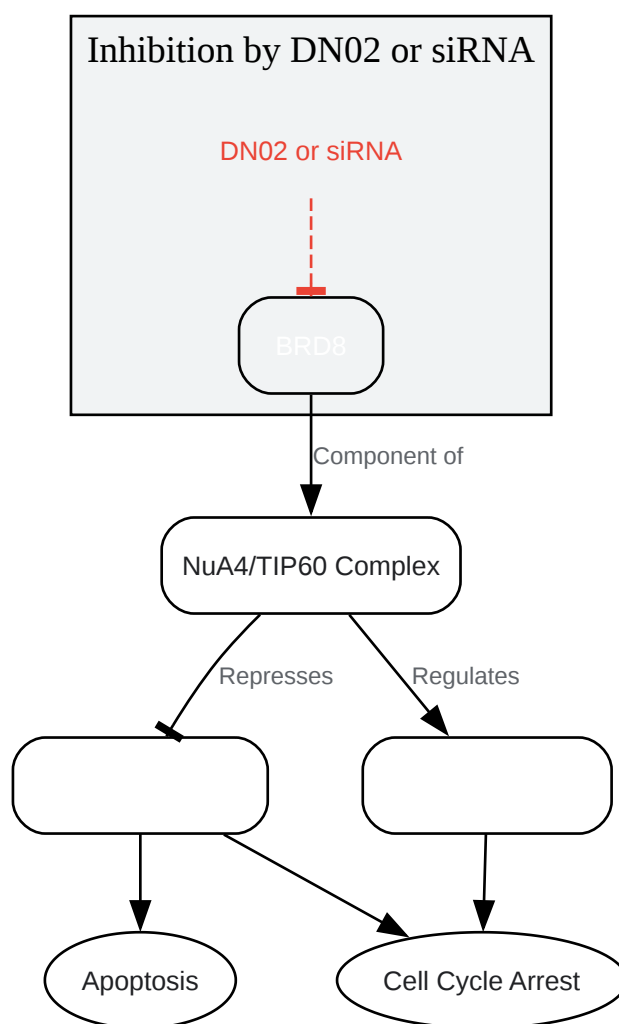 Inhibition by DN02 or siRNA
DN02 or siRNA
BRD8
Component of
NuA4/TIP60 Complex
Represses
Regulates
Apoptosis
Cell Cycle Arrest